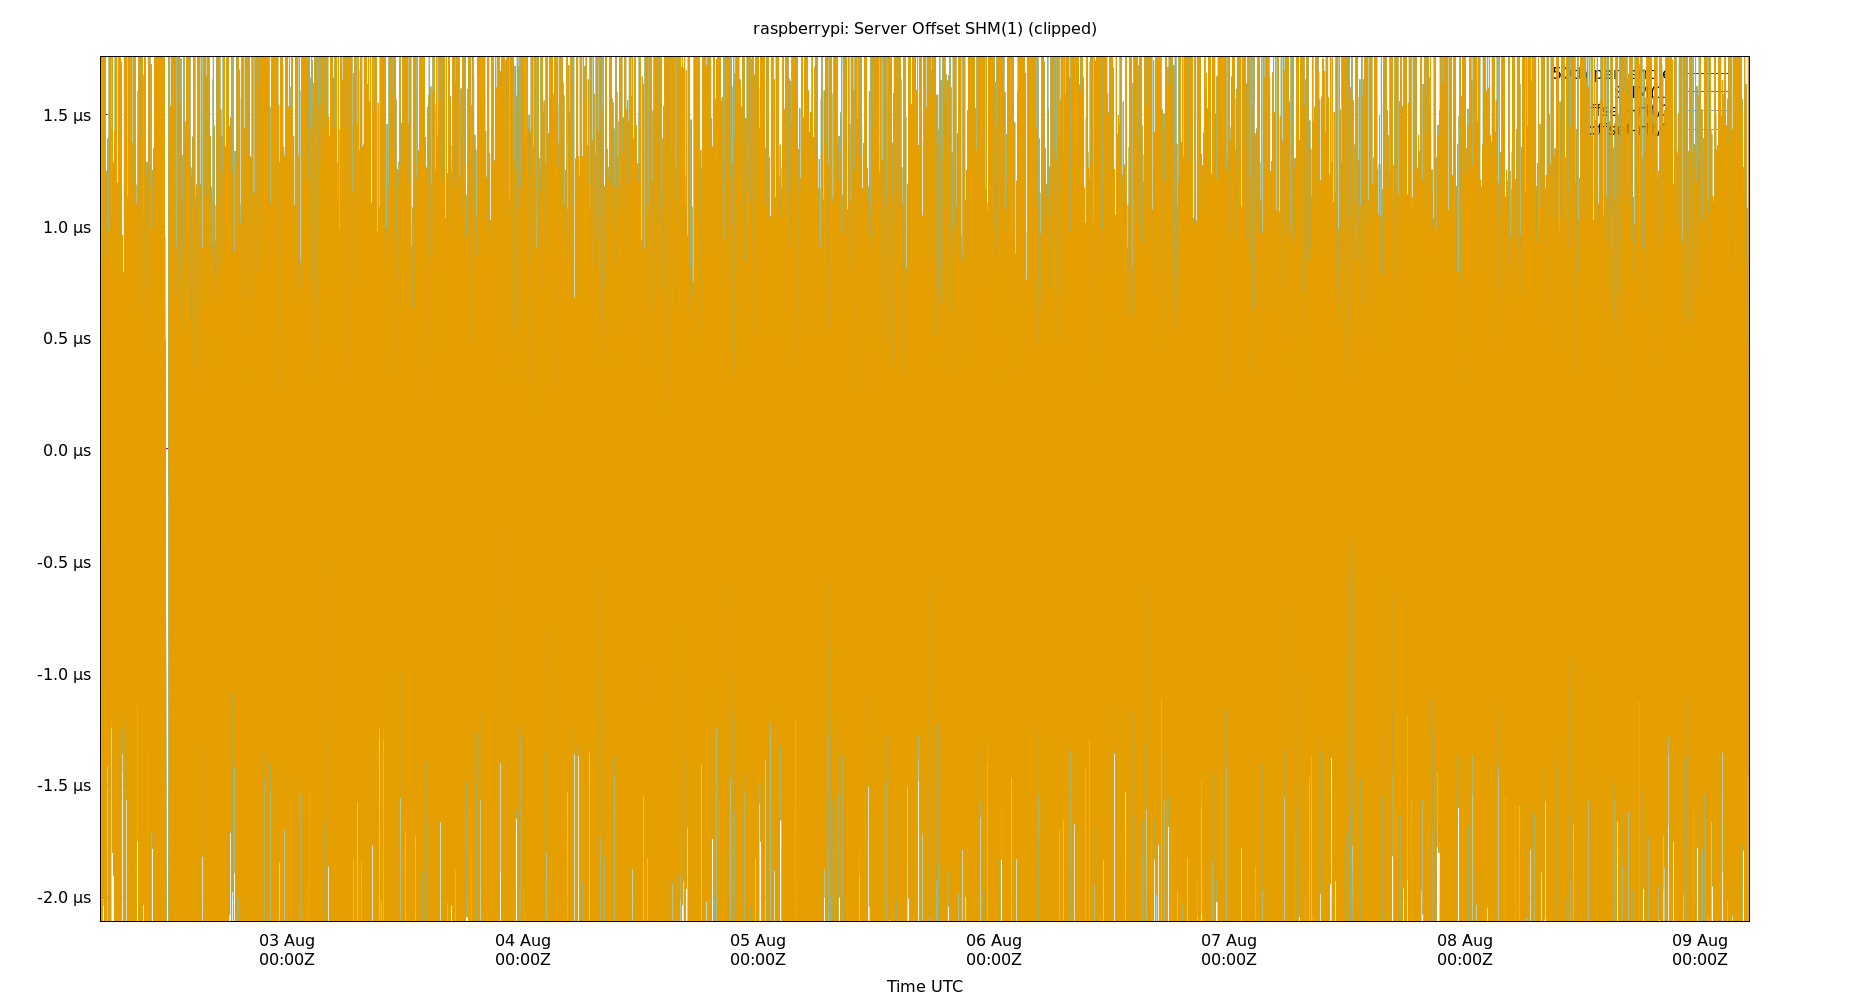 raspberrypi: Server Offset SHM(1) (clipped)
1.5 µs
1.0 µs
0.5 µs
0.0 µs
-0.5 µs
-1.0 µs
-1.5 µs
-2.0 µs
03 Aug 04 Aug 05 Aug 06 Aug 07 Aug 08 Aug 09 Aug
00:00Z 00:00Z 00:00Z 00:00Z 00:00Z 00:00Z 00:00Z
Time UTC